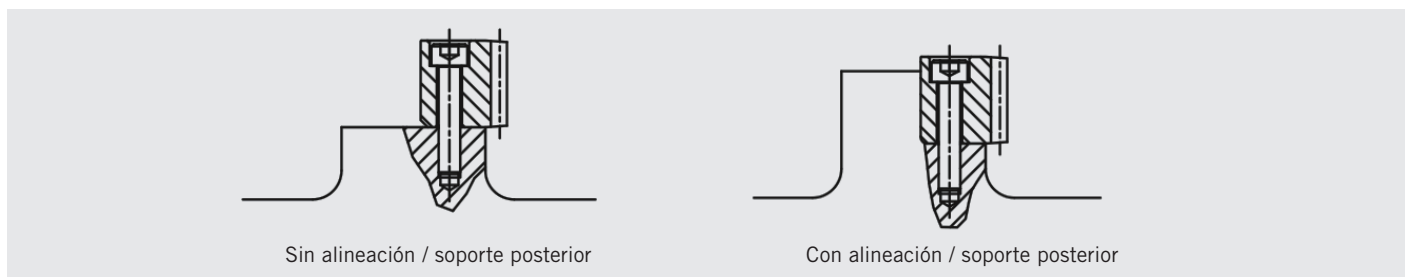 Sin alineación / soporte posterior
Con alineación / soporte posterior